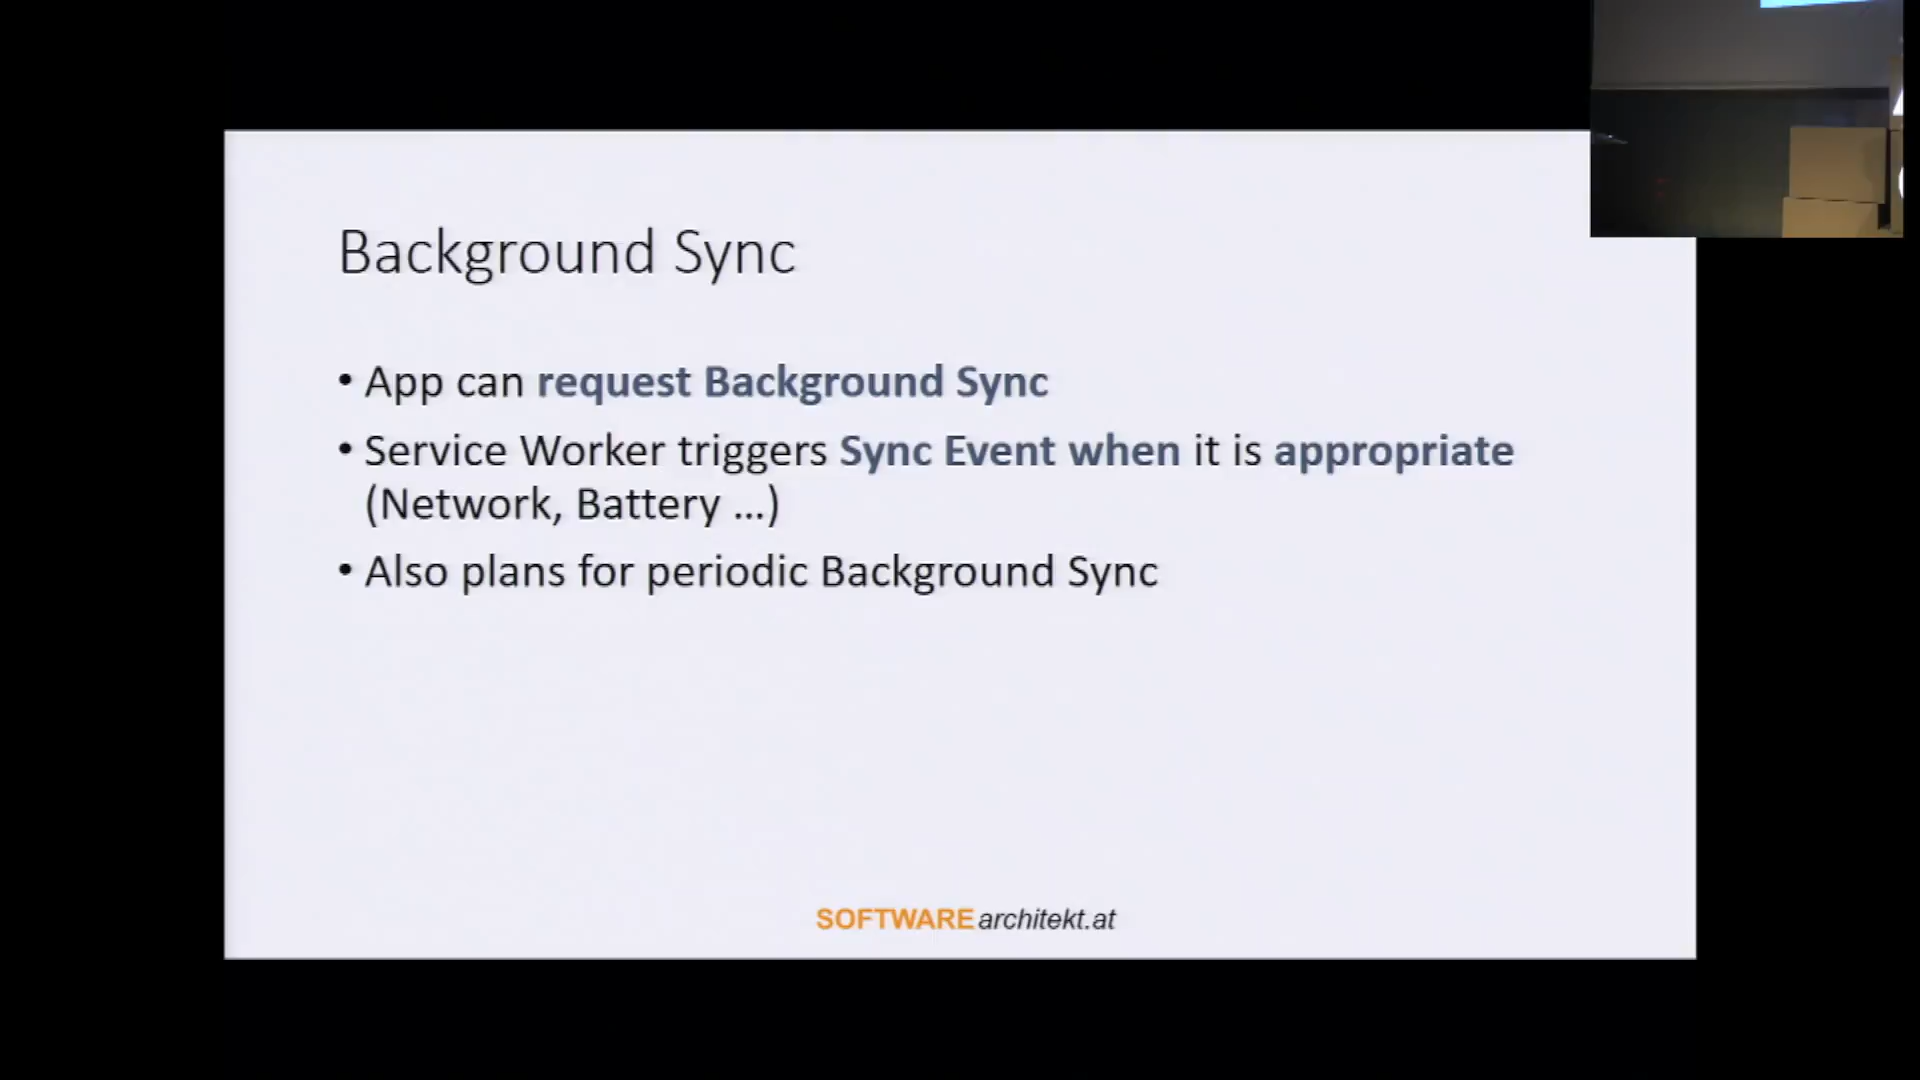 Background Sync
• App can request Background Sync
• Service Worker triggers Sync Event when it is appropriate
(Network, Battery ...)
• Also plans for periodic Background Sync
SOFTWAREarchitekt.at